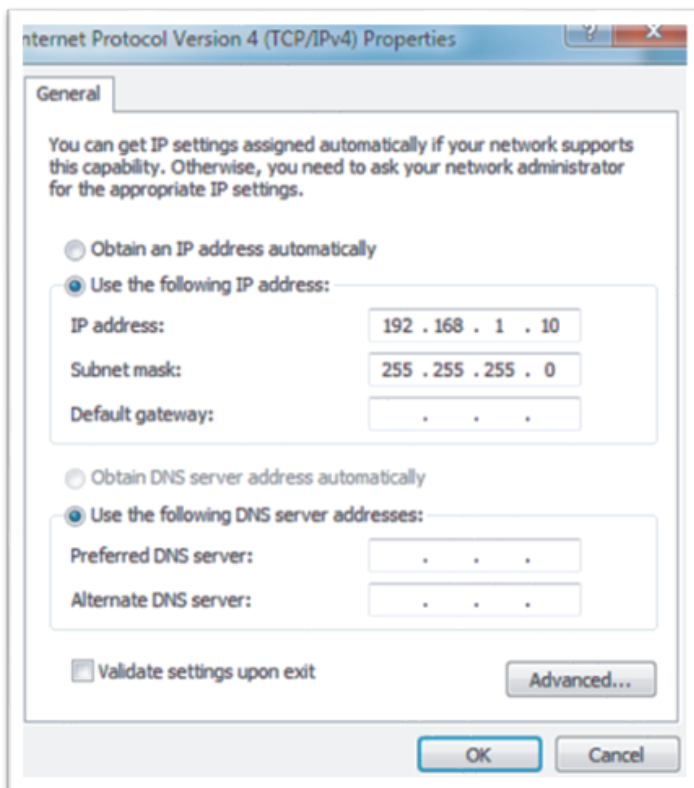 nternet Protocol Version 4 (TCP/IPv4) Properties
?
X
General
You can get IP settings assigned automatically if your network supports
this capability. Otherwise, you need to ask your network administrator
for the appropriate IP settings.
Obtain an IP address automatically
Use the following IP address:
IP address: 192 . 168 . 1 . 10
Subnet mask: 255 . 255 . 255 . 0
Default gateway: . . .
Obtain DNS server address automatically
Use the following DNS server addresses:
Preferred DNS server: . . .
Alternate DNS server: . . .
Validate settings upon exit
Advanced...
OK Cancel